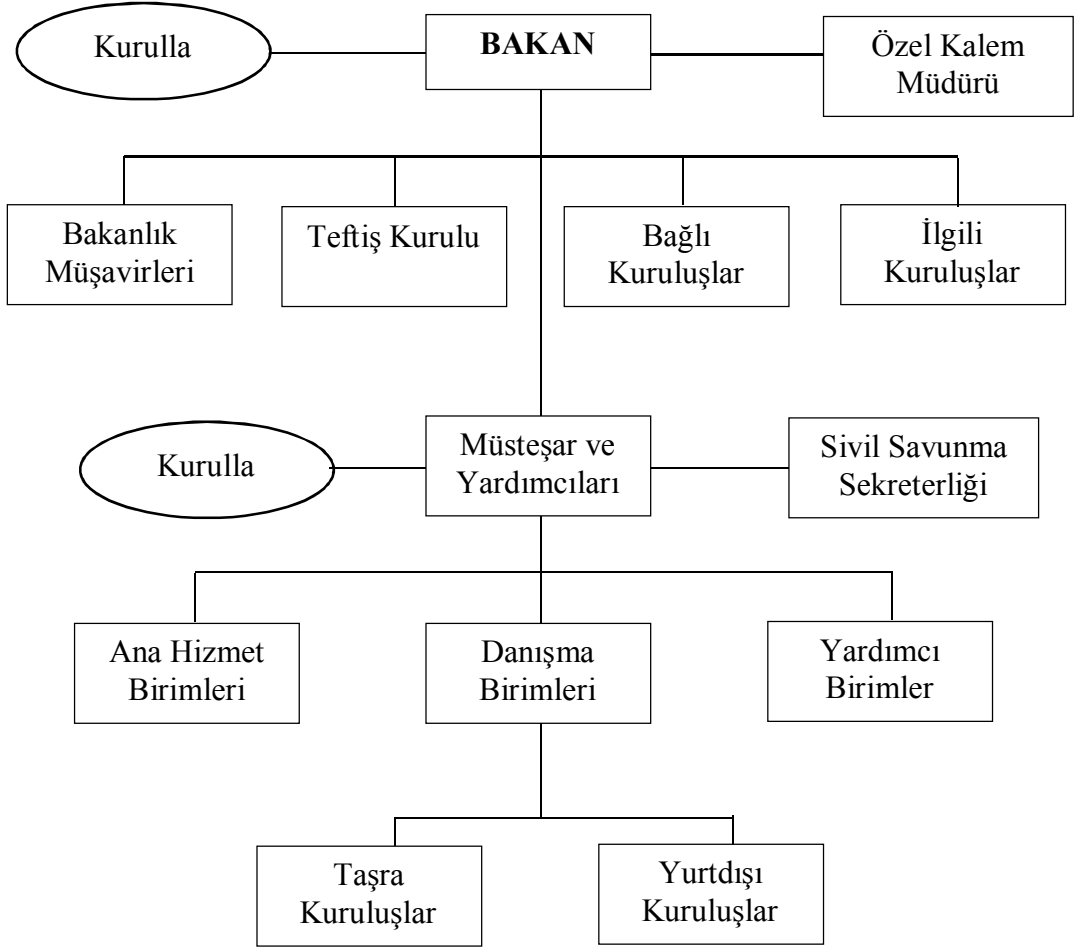 Kurulla
BAKAN
Özel Kalem
Müdürü
Bakanlık
Müşavirleri
Teftiş Kurulu
Bağlı
Kuruluşlar
İlgili
Kuruluşlar
Kurulla
Müsteşar ve
Yardımcıları
Sivil Savunma
Sekreterliği
Ana Hizmet
Birimleri
Danışma
Birimleri
Yardımcı
Birimler
Taşra
Kuruluşlar
Yurtdışı
Kuruluşlar